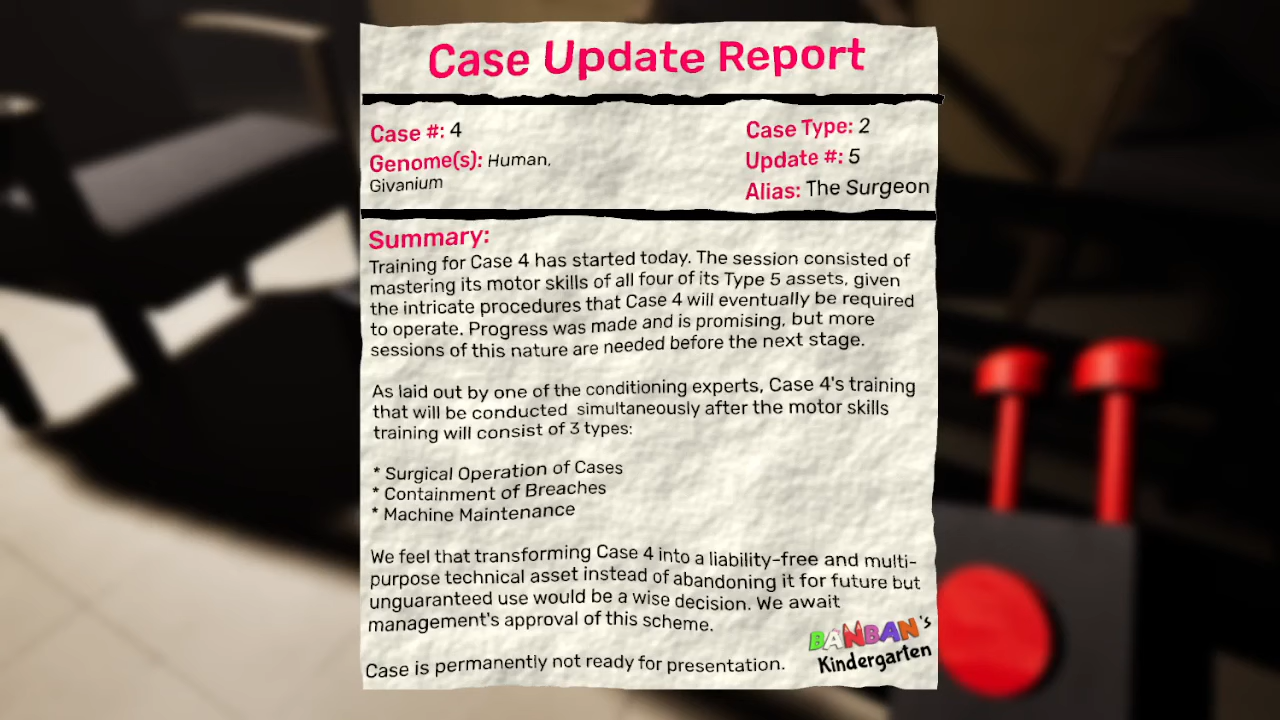 Case Update Report
Case #: 4
Genome(s): Human,
Givanium
Case Type: 2
Update #: 5
Alias: The Surgeon
Summary:
Training for Case 4 has started today. The session consisted of
mastering its motor skills of all four of its Type 5 assets, given
the intricate procedures that Case 4 will eventually be required
to operate. Progress was made and is promising, but more
sessions of this nature are needed before the next stage.
As laid out by one of the conditioning experts, Case 4's training
that will be conducted simultaneously after the motor skills
training will consist of 3 types:
* Surgical Operation of Cases
* Containment of Breaches
* Machine Maintenance
We feel that transforming Case 4 into a liability-free and multi-
purpose technical asset instead of abandoning it for future but
unguaranteed use would be a wise decision. We await
management's approval of this scheme.
Case is permanently not ready for presentation.
BANBAN's
Kindergarten